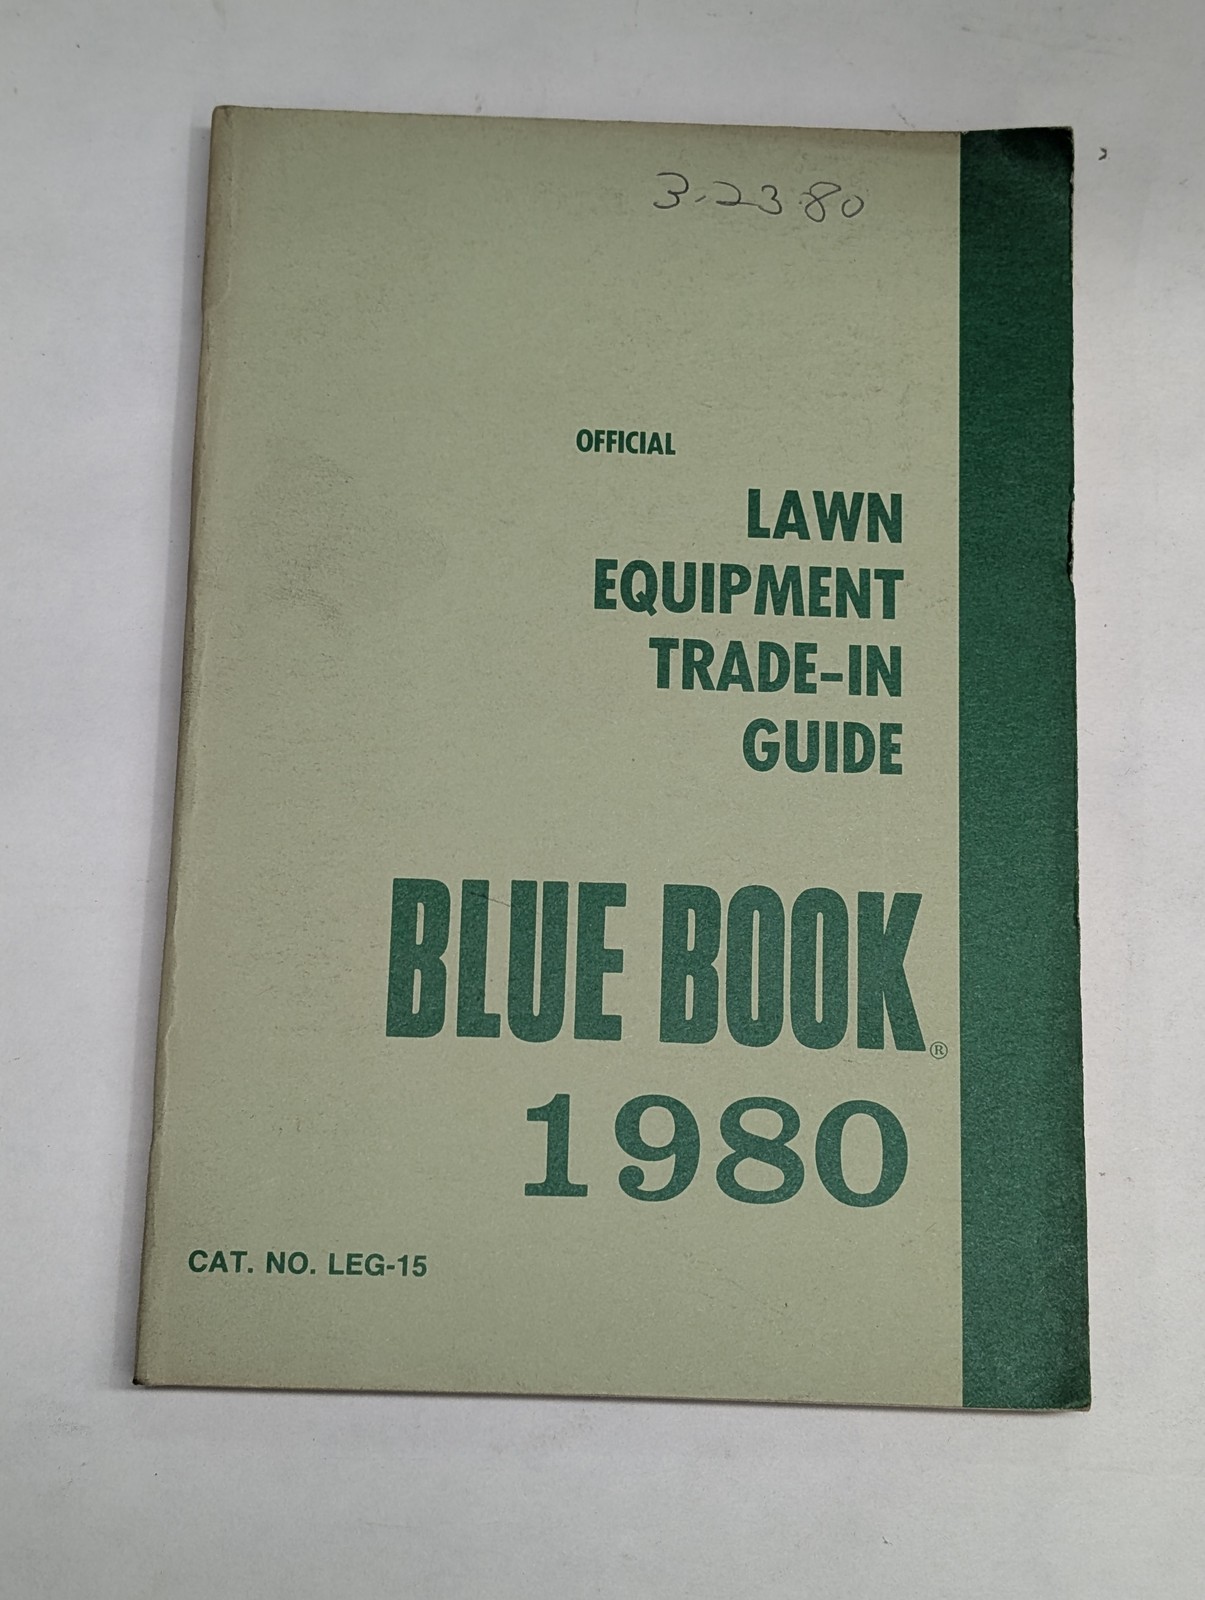 3-23-80
OFFICIAL
LAWN
EQUIPMENT
TRADE-IN
GUIDE
BLUE BOOK®
1980
CAT. NO. LEG-15